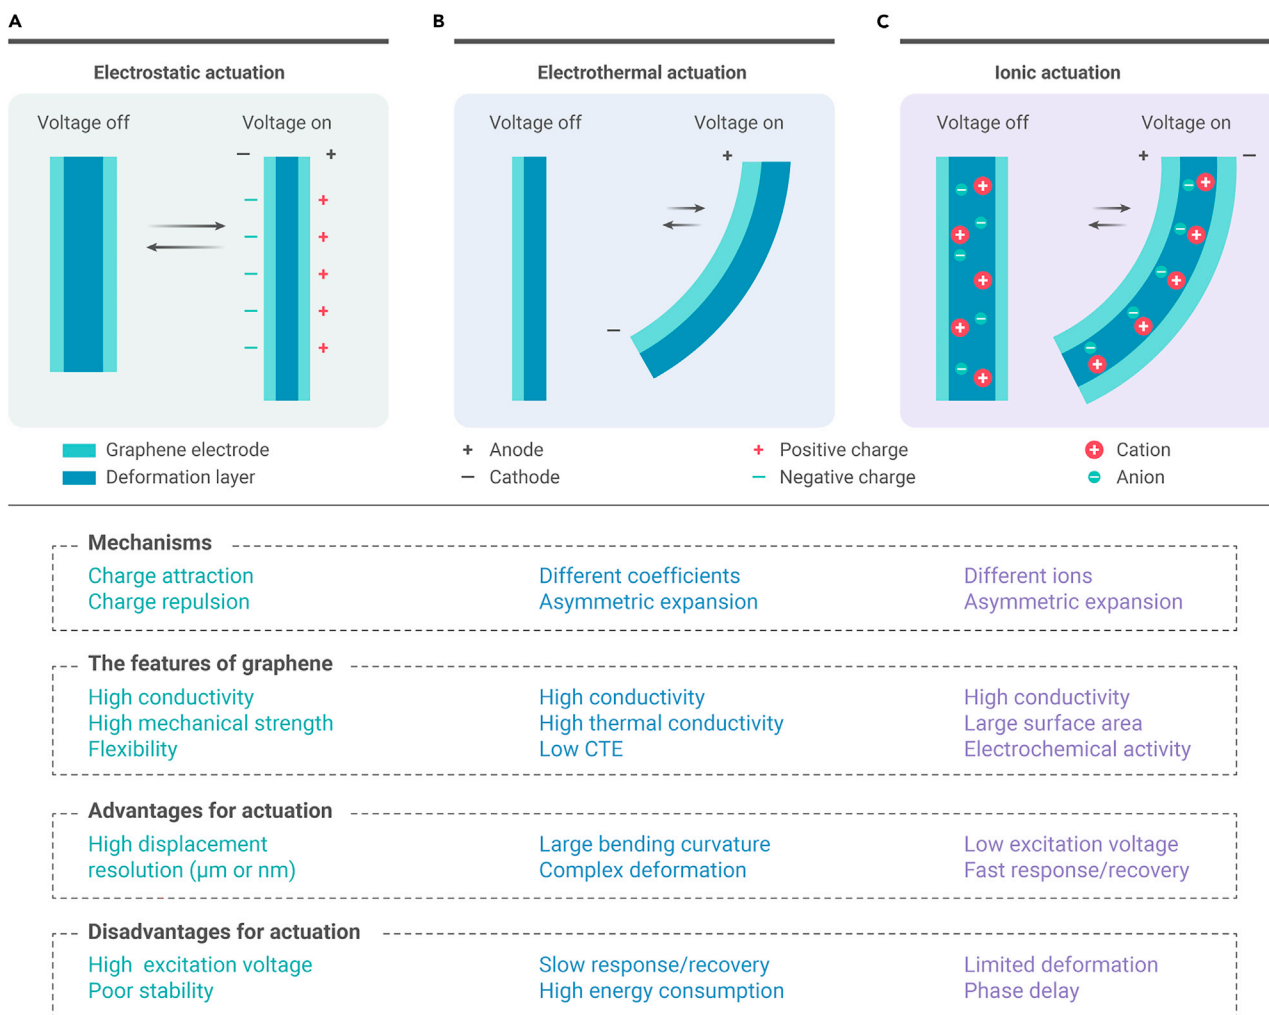 A
B
C
Electrostatic actuation
Electrothermal actuation
Ionic actuation
Voltage off
Voltage on
Voltage off
Voltage on
Voltage off
Voltage on
− +
+
−
+ −
− +
− +
− +
− +
− +
Graphene electrode
Deformation layer
+ Anode
− Cathode
+ Positive charge
− Negative charge
+ Cation
− Anion
Mechanisms
Charge attraction
Charge repulsion
Different coefficients
Asymmetric expansion
Different ions
Asymmetric expansion
The features of graphene
High conductivity
High mechanical strength
Flexibility
High conductivity
High thermal conductivity
Low CTE
High conductivity
Large surface area
Electrochemical activity
Advantages for actuation
High displacement
resolution (μm or nm)
Large bending curvature
Complex deformation
Low excitation voltage
Fast response/recovery
Disadvantages for actuation
High excitation voltage
Poor stability
Slow response/recovery
High energy consumption
Limited deformation
Phase delay